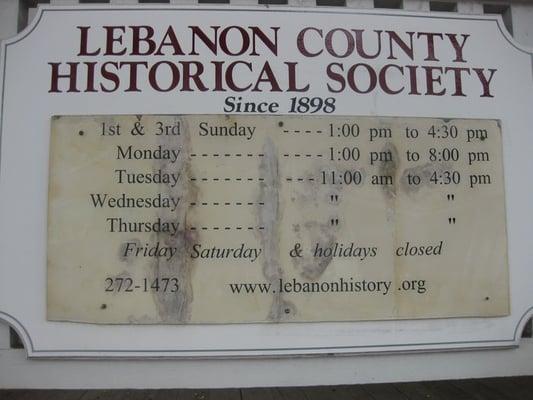 LEBANON COUNTY
HISTORICAL SOCIETY
Since 1898
1st & 3rd Sunday ---- 1:00 pm to 4:30 pm
Monday ------- ---- 1:00 pm to 8:00 pm
Tuesday ------- ---- 11:00 am to 4:30 pm
Wednesday ------- " "
Thursday ------- " "
Friday Saturday & holidays closed
272-1473 www.lebanonhistory.org